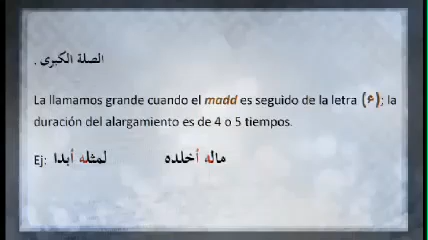 الصلة الكبرى .
La llamamos grande cuando el madd es seguido de la letra (ء); la
duración del alargamiento es de 4 o 5 tiempos.
Ej: لمثله أبدا ماله أخلده